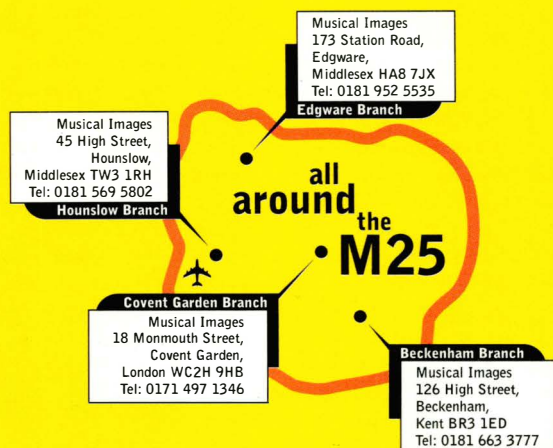 Musical Images
173 Station Road,
Edgware,
Middlesex HA8 7JX
Tel: 0181 952 5535
Edgware Branch
Musical Images
45 High Street,
Hounslow,
Middlesex TW3 1RH
Tel: 0181 569 5802
Hounslow Branch
all
around
the
M25
Covent Garden Branch
Musical Images
18 Monmouth Street,
Covent Garden,
London WC2H 9HB
Tel: 0171 497 1346
Beckenham Branch
Musical Images
126 High Street,
Beckenham,
Kent BR3 1ED
Tel: 0181 663 3777